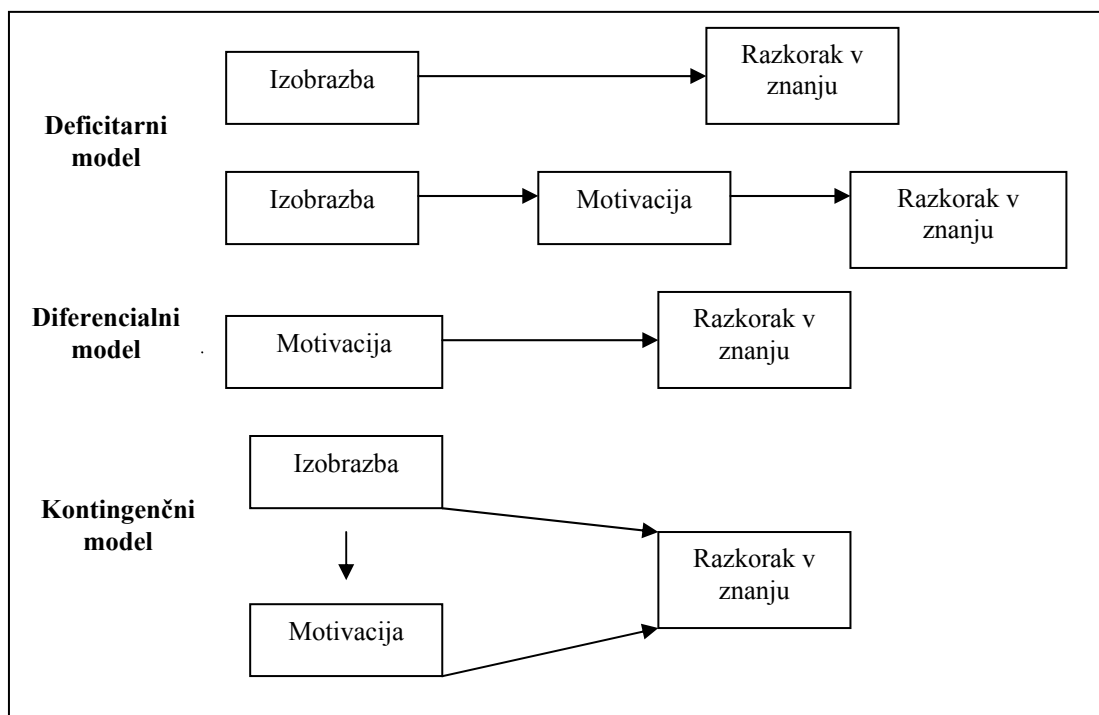 Deficitarni
model
Izobrazba
Razkorak v
znanju
Izobrazba
Motivacija
Razkorak v
znanju
Diferencialni
model
.
Motivacija
Razkorak v
znanju
Kontingenčni
model
Izobrazba
Motivacija
Razkorak v
znanju